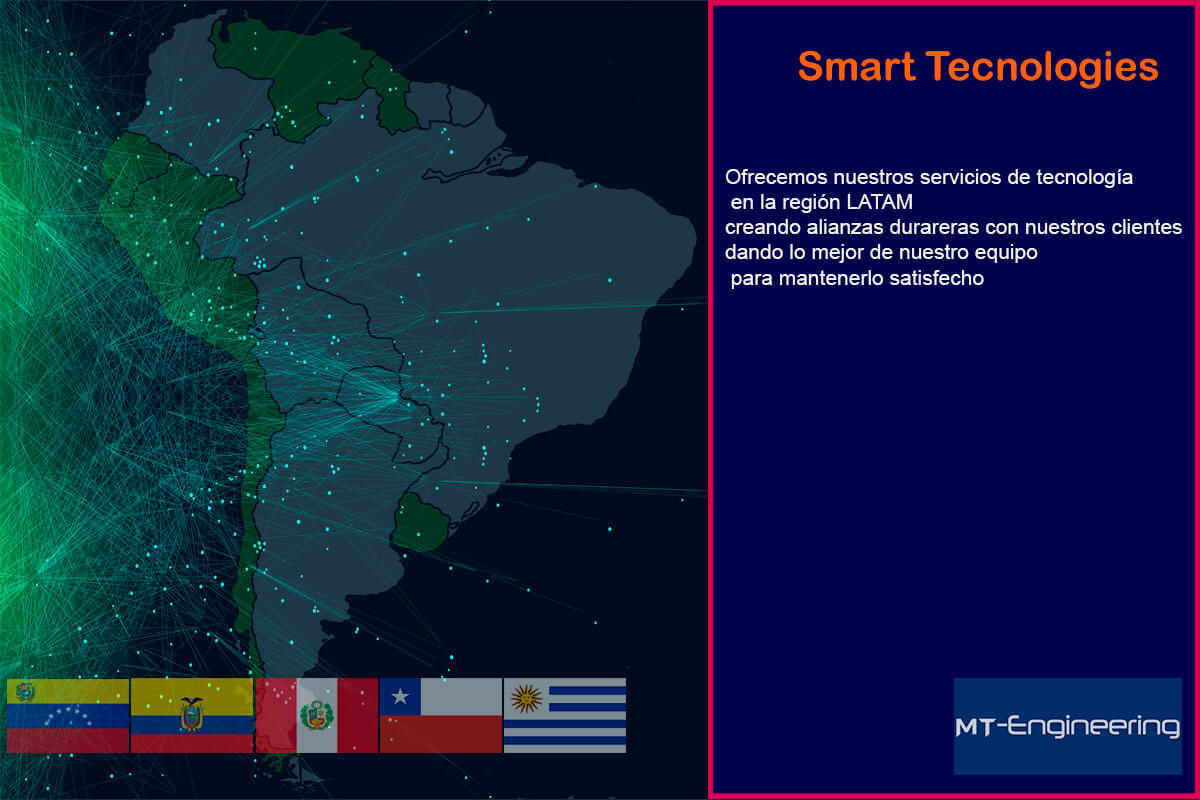 Smart Tecnologies
Ofrecemos nuestros servicios de tecnología
en la región LATAM
creando alianzas durareras con nuestros clientes
dando lo mejor de nuestro equipo
para mantenerlo satisfecho
MT-Engineering